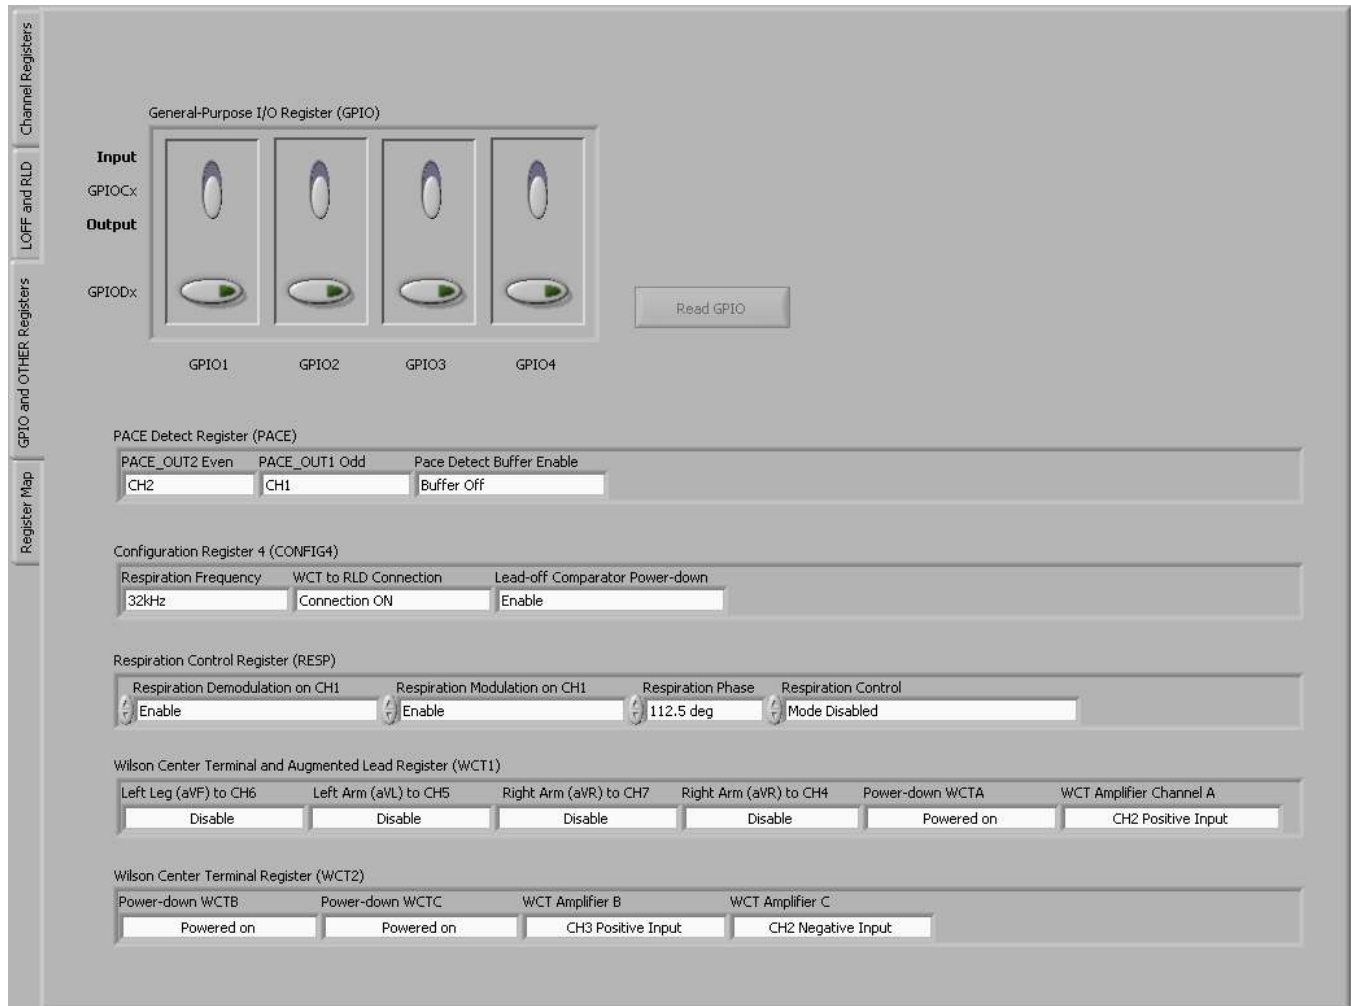 Channel Registers
LOFF and RLD
GPIO and OTHER Registers
Register Map
General-Purpose I/O Register (GPIO)
Input
GPIOCx
Output
GPIODx
Read GPIO
GPIO1 GPIO2 GPIO3 GPIO4
PACE Detect Register (PACE)
PACE_OUT2 Even PACE_OUT1 Odd Pace Detect Buffer Enable
CH2 CH1 Buffer Off
Configuration Register 4 (CONFIG4)
Respiration Frequency WCT to RLD Connection Lead-off Comparator Power-down
32kHz Connection ON Enable
Respiration Control Register (RESP)
Respiration Demodulation on CH1 Respiration Modulation on CH1 Respiration Phase Respiration Control
Enable Enable 112.5 deg Mode Disabled
Wilson Center Terminal and Augmented Lead Register (WCT1)
Left Leg (aVF) to CH6 Left Arm (aVL) to CH5 Right Arm (aVR) to CH7 Right Arm (aVR) to CH4 Power-down WCTA WCT Amplifier Channel A
Disable Disable Disable Disable Powered on CH2 Positive Input
Wilson Center Terminal Register (WCT2)
Power-down WCTB Power-down WCTC WCT Amplifier B WCT Amplifier C
Powered on Powered on CH3 Positive Input CH2 Negative Input